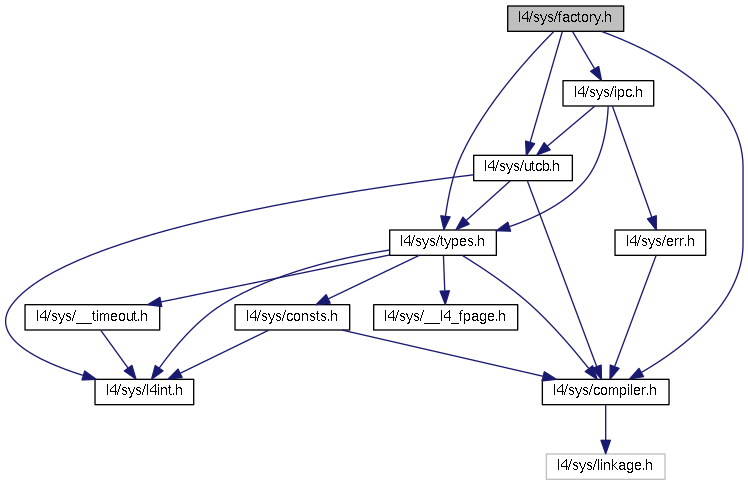 l4/sys/factory.h
l4/sys/ipc.h
l4/sys/utcb.h
l4/sys/types.h
l4/sys/err.h
l4/sys/__timeout.h
l4/sys/consts.h
l4/sys/__l4_fpage.h
l4/sys/l4int.h
l4/sys/compiler.h
l4/sys/linkage.h